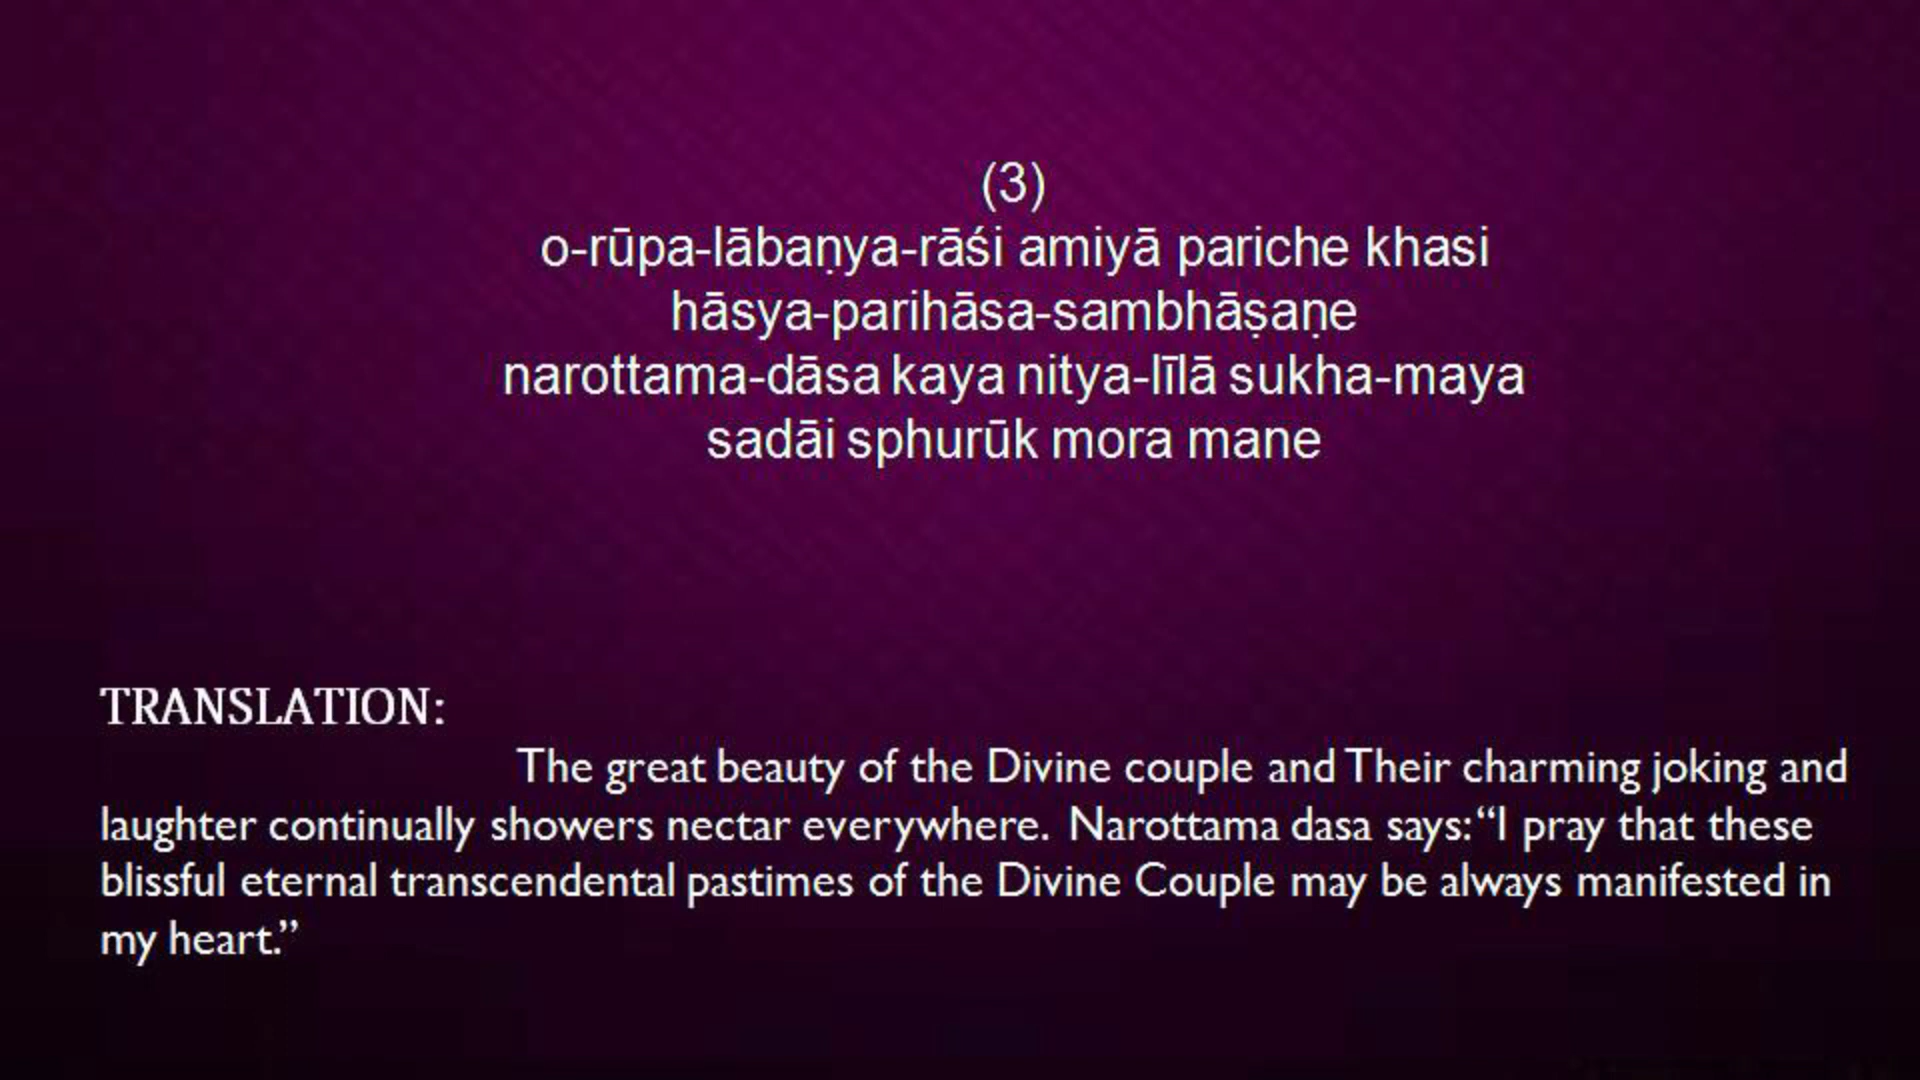 (3)
o-rūpa-lābaṇya-rāśi amiyā pariche khasi
hāsya-parihāsa-sambhāṣaṇe
narottama-dāsa kaya nitya-līlā sukha-maya
sadāi sphurūk mora mane
TRANSLATION:
The great beauty of the Divine couple and Their charming joking and
laughter continually showers nectar everywhere. Narottama dasa says: “I pray that these
blissful eternal transcendental pastimes of the Divine Couple may be always manifested in
my heart.”